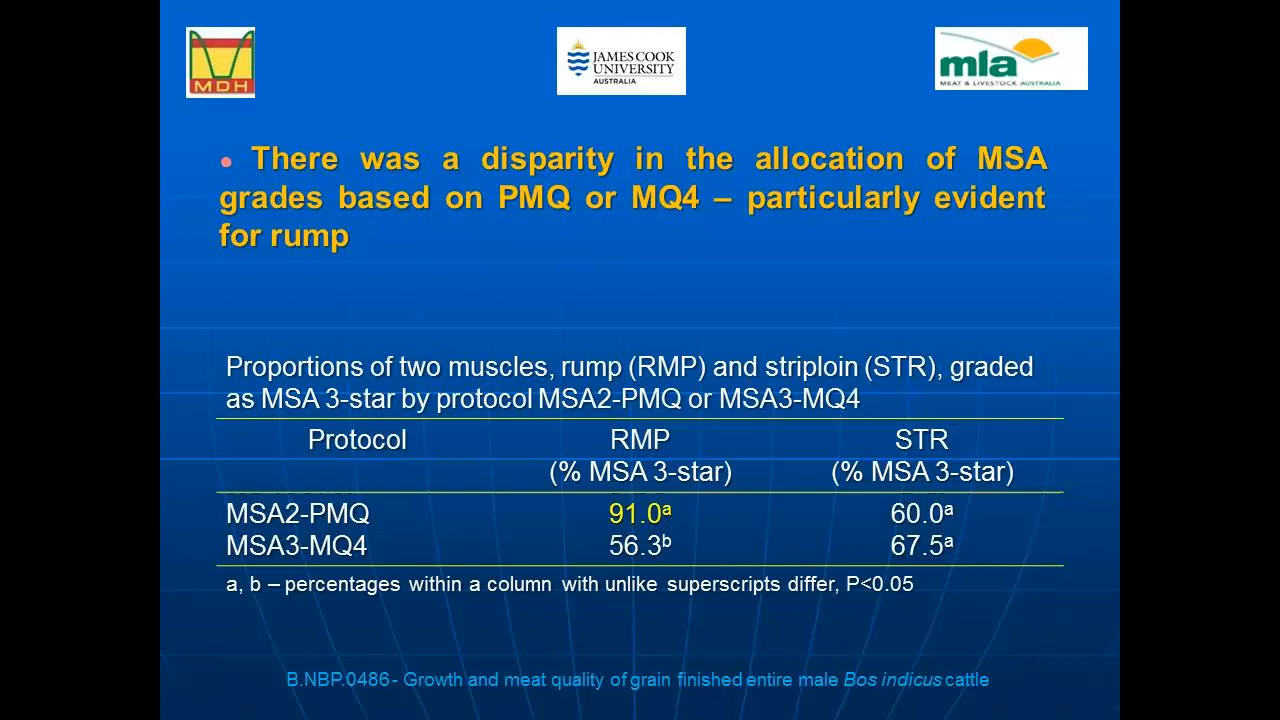 MDH
JAMES COOK
UNIVERSITY
AUSTRALIA
mla
MEAT & LIVESTOCK AUSTRALIA
• There was a disparity in the allocation of MSA
grades based on PMQ or MQ4 – particularly evident
for rump
Proportions of two muscles, rump (RMP) and striploin (STR), graded
as MSA 3-star by protocol MSA2-PMQ or MSA3-MQ4
Protocol RMP STR
(% MSA 3-star) (% MSA 3-star)
MSA2-PMQ 91.0ᵃ 60.0ᵃ
MSA3-MQ4 56.3ᵇ 67.5ᵃ
a, b – percentages within a column with unlike superscripts differ, P<0.05
B.NBP.0486 - Growth and meat quality of grain finished entire male Bos indicus cattle